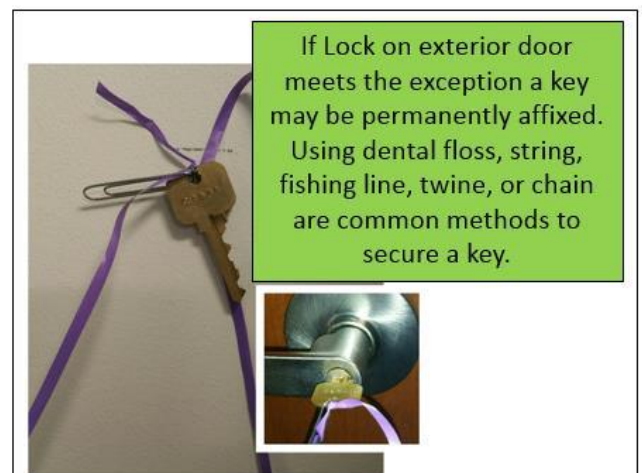 If Lock on exterior door
meets the exception a key
may be permanently affixed.
Using dental floss, string,
fishing line, twine, or chain
are common methods to
secure a key.